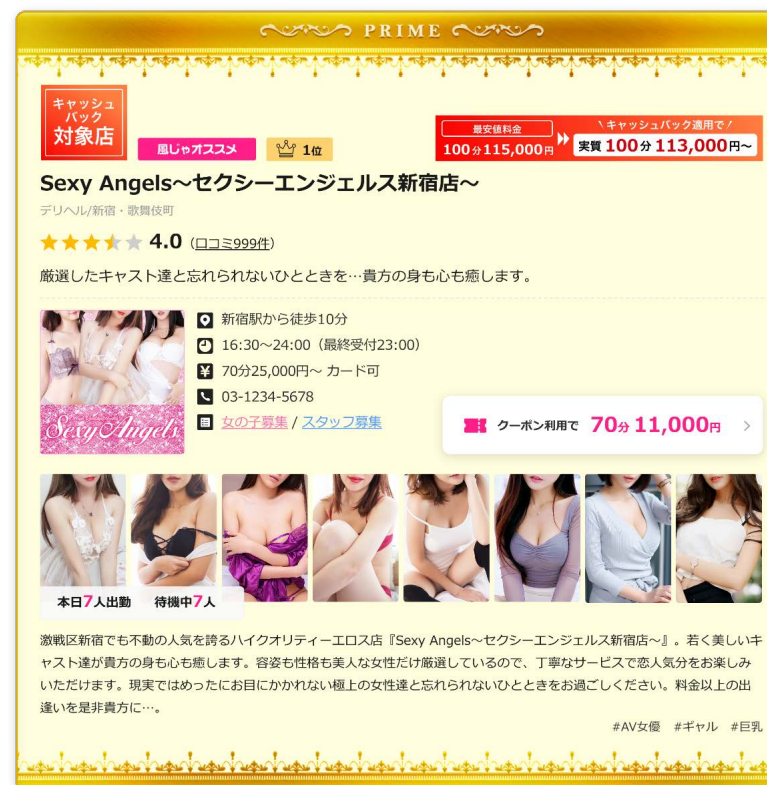 PRIME
キャッシュ
バック
対象店
風じゃオススメ
1位
最安値料金
100分115,000円
\キャッシュバック適用で/
実質100分113,000円~
Sexy Angels~セクシーエンジェルス新宿店~
デリヘル/新宿・歌舞伎町
4.0(口コミ999件)
厳選したキャスト達と忘れられないひとときを…貴方の身も心も癒します。
新宿駅から徒歩10分
16:30~24:00(最終受付23:00)
70分25,000円~ カード可
03-1234-5678
女の子募集 / スタッフ募集
Sexy Angels
クーポン利用で 70分11,000円
本日7人出勤 待機中7人
激戦区新宿でも不動の人気を誇るハイクオリティーエロス店『Sexy Angels~セクシーエンジェルス新宿店~』。若く美しいキ
ャスト達が貴方の身も心も癒します。容姿も性格も美人な女性だけ厳選しているので、丁寧なサービスで恋人気分をお楽しみ
いただけます。現実ではめったにお目にかかれない極上の女性達と忘れられないひとときをお過ごしください。料金以上の出
逢いを是非貴方に…。
#AV女優 #ギャル #巨乳